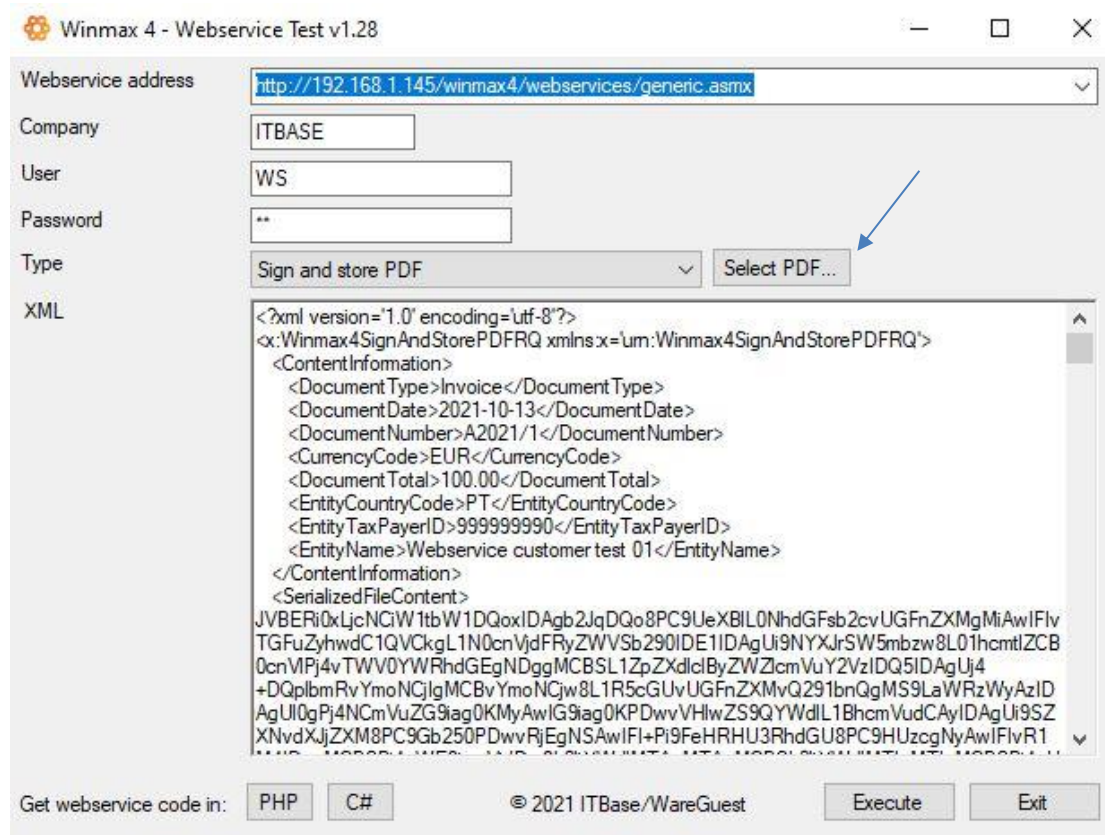 Winmax 4 - Webservice Test v1.28
Webservice address
http://192.168.1.145/winmax4/webservices/generic.asmx
Company
ITBASE
User
WS
Password
**
Type
Sign and store PDF
Select PDF...
XML
<?xml version='1.0' encoding='utf-8'?>
<x:Winmax4SignAndStorePDFRQ xmlns:x='urn:Winmax4SignAndStorePDFRQ'>
<ContentInformation>
<DocumentType>Invoice</DocumentType>
<DocumentDate>2021-10-13</DocumentDate>
<DocumentNumber>A2021/1</DocumentNumber>
<CurrencyCode>EUR</CurrencyCode>
<DocumentTotal>100.00</DocumentTotal>
<EntityCountryCode>PT</EntityCountryCode>
<EntityTaxPayerID>999999990</EntityTaxPayerID>
<EntityName>Webservice customer test 01</EntityName>
</ContentInformation>
<SerializedFileContent>
JVBERi0xLjcNCiW1tbW1DQoxIDAgb2JqDQo8PC9UeXBlL0NhdGFsb2cvUGFnZXMgMiAwIFIv
TGFuZyhwdC1QVCkgL1N0cnVjdFRyZWVSb290IDE1IDAgUi9NYXJrSW5mbzw8L01hcmtlZCB
0cnVlPj4vTWV0YWRhdGEgNDggMCBSL1ZpZXdlclByZWZlcmVuY2VzIDQ5IDAgUj4
+DQplbmRvYmoNCjIgMCBvYmoNCjw8L1R5cGUvUGFnZXMvQ291bnQgMS9LaWRzWyAzID
AgUl0gPj4NCmVuZG9iag0KMyAwIG9iag0KPDwvVHlwZS9QYWdlL1BhcmVudCAyIDAgUi9SZ
XNvdXJjZXM8PC9Gb250PDwvRjEgNSAwIFI+Pi9FeHRHU3RhdGU8PC9HUzcgNyAwIFIvR1
Get webservice code in:
PHP
C#
© 2021 ITBase/WareGuest
Execute
Exit